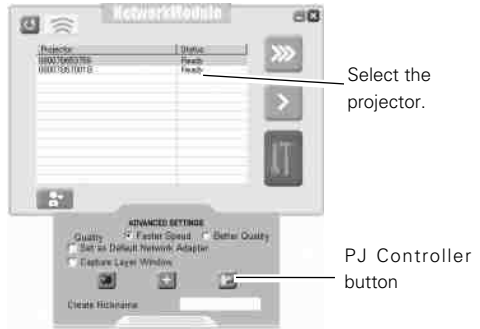 NetworkModule
Projector
Status
Ready
Ready
Select the
projector.
ADVANCED SETTINGS
Quality
Faster Speed
Better Quality
Set as Default Network Adapter
Capture Layer Window
PJ Controller
button
Create Nickname